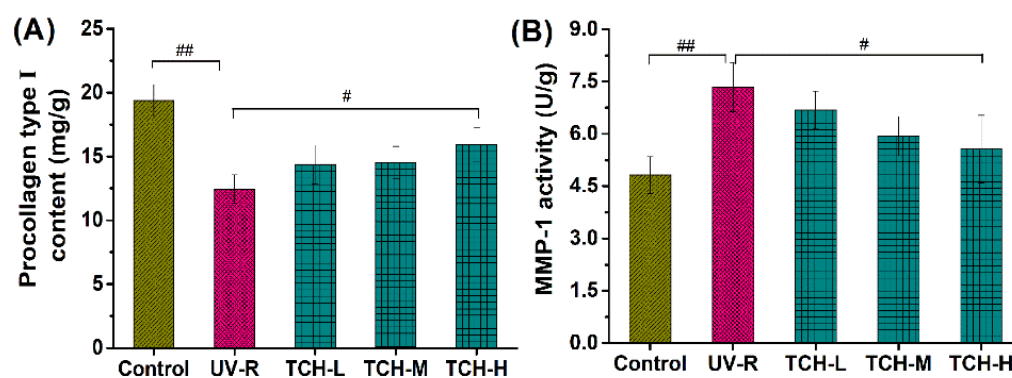 (A)
Procollagen type I
content (mg/g)
25
20
15
10
5
0
##
#
Control UV-R TCH-L TCH-M TCH-H
(B)
MMP-1 activity (U/g)
9.0
7.5
6.0
4.5
3.0
1.5
0.0
##
#
Control UV-R TCH-L TCH-M TCH-H